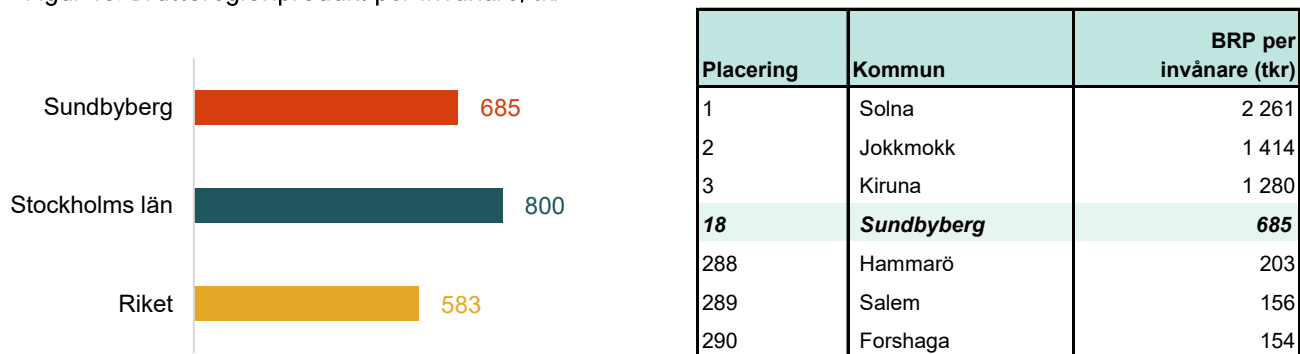 Sundbyberg 685
Stockholms län 800
Riket 583
Placering Kommun BRP per invånare (tkr)
1 Solna 2 261
2 Jokkmokk 1 414
3 Kiruna 1 280
18 Sundbyberg 685
288 Hammarö 203
289 Salem 156
290 Forshaga 154